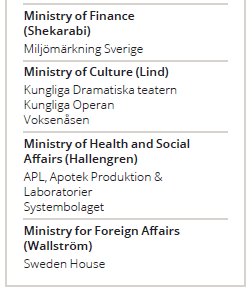 Ministry of Finance
(Shekarabi)
Miljömärkning Sverige
Ministry of Culture (Lind)
Kungliga Dramatiska teatern
Kungliga Operan
Voksenåsen
Ministry of Health and Social
Affairs (Hallengren)
APL, Apotek Produktion &
Laboratorier
Systembolaget
Ministry for Foreign Affairs
(Wallström)
Sweden House